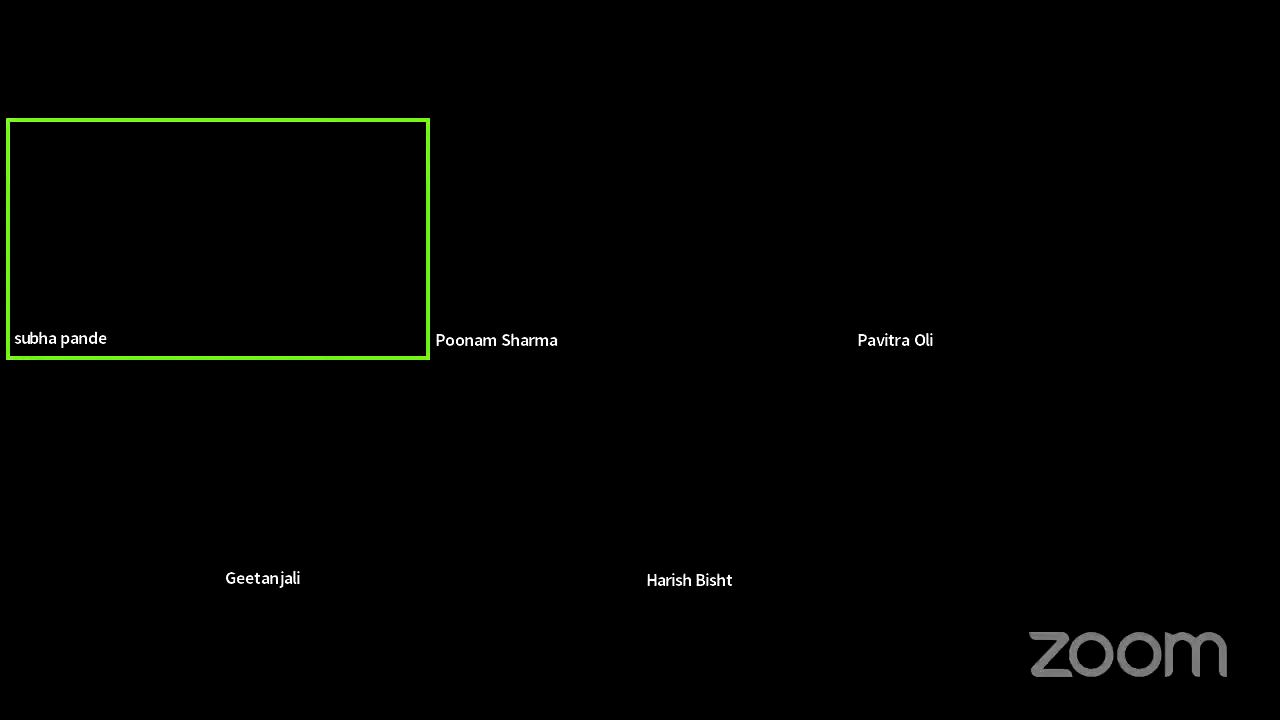 subha pande
Poonam Sharma
Pavitra Oli
Geetanjali
Harish Bisht
zoom